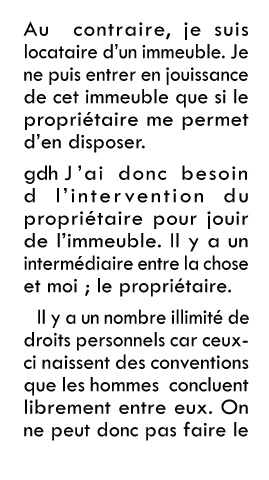 Au contraire, je suis
locataire d'un immeuble. Je
ne puis entrer en jouissance
de cet immeuble que si le
propriétaire me permet
d'en disposer.
gdh J'ai donc besoin
d l'intervention du
propriétaire pour jouir
de l'immeuble. Il y a un
intermédiaire entre la chose
et moi ; le propriétaire.
Il y a un nombre illimité de
droits personnels car ceux-
ci naissent des conventions
que les hommes concluent
librement entre eux. On
ne peut donc pas faire le